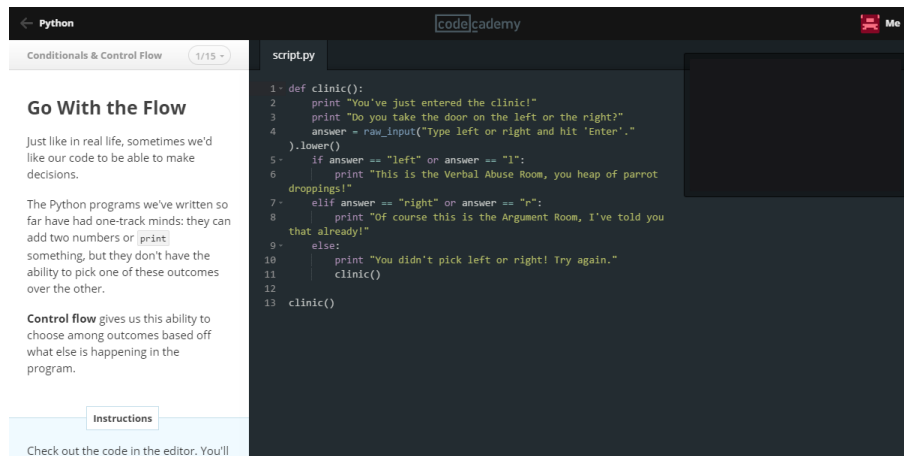 Python
codecademy
Me
Conditionals & Control Flow
1/15
Go With the Flow
Just like in real life, sometimes we'd
like our code to be able to make
decisions.
The Python programs we've written so
far have had one-track minds: they can
add two numbers or print
something, but they don't have the
ability to pick one of these outcomes
over the other.
Control flow gives us this ability to
choose among outcomes based off
what else is happening in the
program.
Instructions
Check out the code in the editor. You'll
script.py
1 def clinic():
2     print "You've just entered the clinic!"
3     print "Do you take the door on the left or the right?"
4     answer = raw_input("Type left or right and hit 'Enter'."
).lower()
5     if answer == "left" or answer == "l":
6         print "This is the Verbal Abuse Room, you heap of parrot
droppings!"
7     elif answer == "right" or answer == "r":
8         print "Of course this is the Argument Room, I've told you
that already!"
9     else:
10         print "You didn't pick left or right! Try again."
11         clinic()
12
13 clinic()